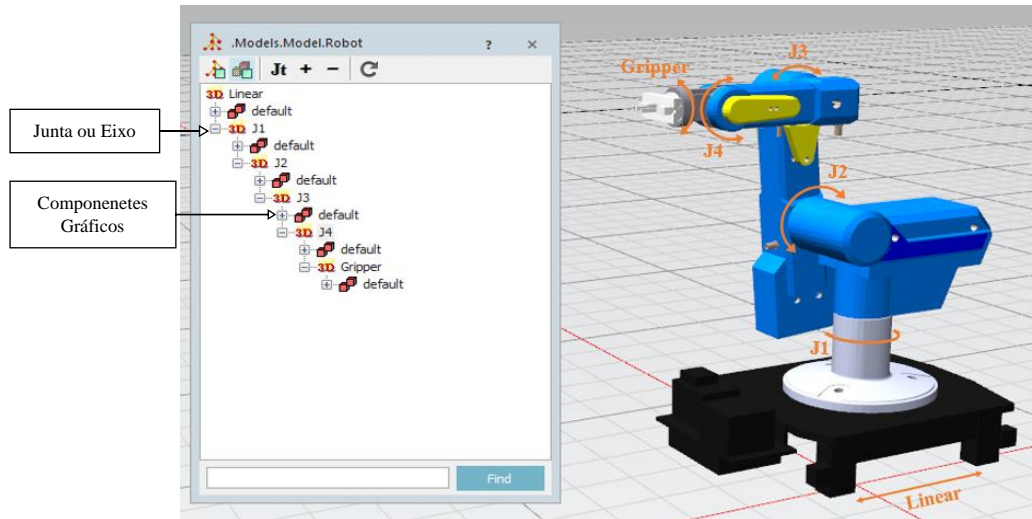 .Models.Model.Robot
?
×
Jt + −
3D Linear
default
3D J1
default
3D J2
default
3D J3
default
3D J4
default
3D Gripper
default
Find
Junta ou Eixo
Componenetes
Gráficos
Gripper
J3
J4
J2
J1
Linear